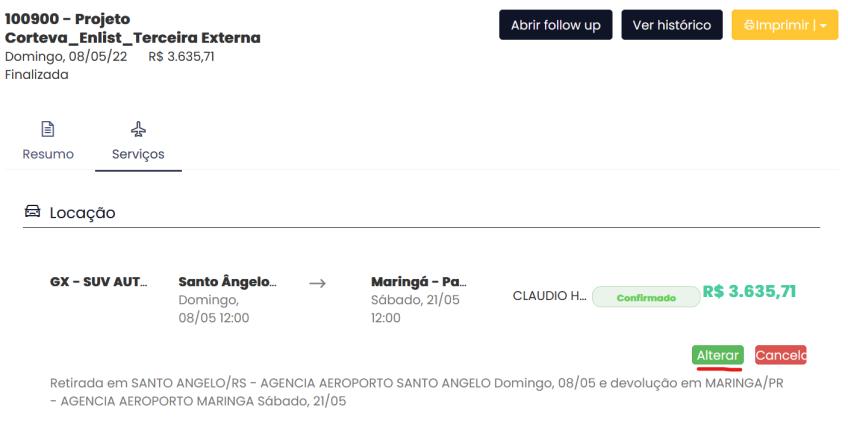 100900 - Projeto
Corteva_Enlist_Terceira Externa
Domingo, 08/05/22 R$ 3.635,71
Finalizada
Abrir follow up Ver histórico Imprimir |
Resumo Serviços
Locação
GX - SUV AUT... Santo Ângelo... → Maringá - Pa... CLAUDIO H... Confirmado R$ 3.635,71
Domingo, Sábado, 21/05
08/05 12:00 12:00
Alterar Cancela
Retirada em SANTO ANGELO/RS - AGENCIA AEROPORTO SANTO ANGELO Domingo, 08/05 e devolução em MARINGA/PR
- AGENCIA AEROPORTO MARINGA Sábado, 21/05